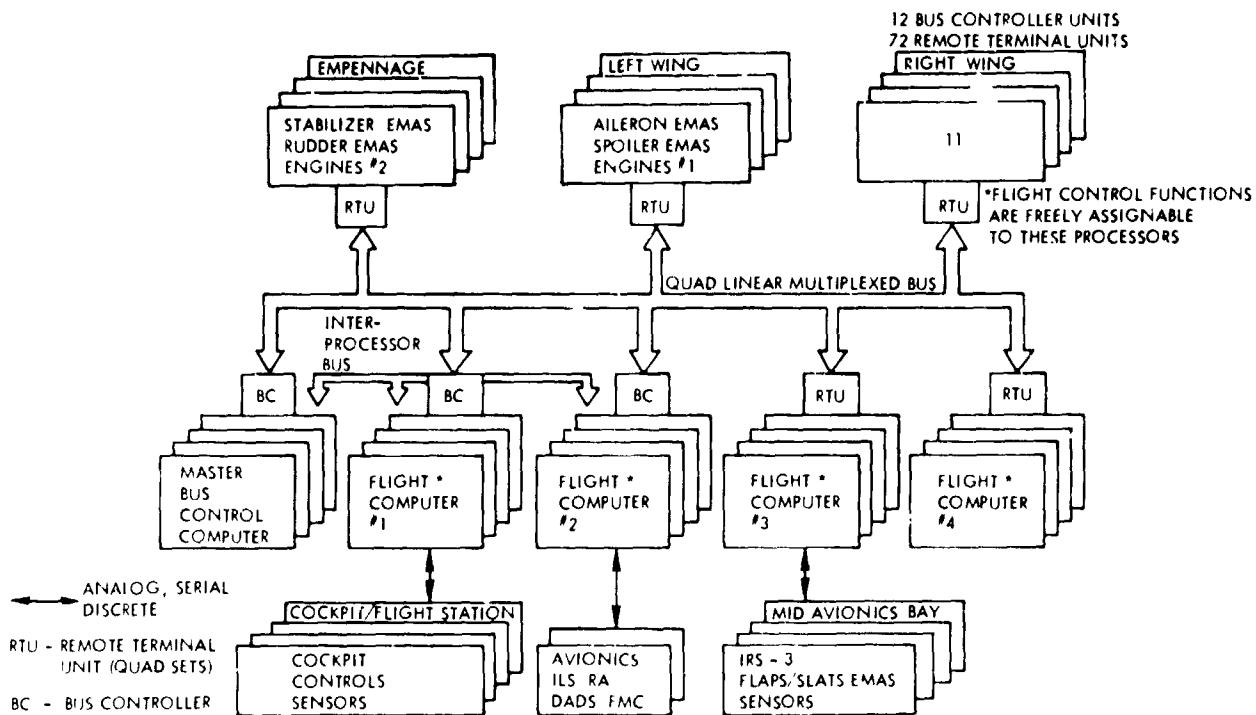 12 BUS CONTROLLER UNITS
72 REMOTE TERMINAL UNITS
EMPENNAGE
LEFT WING
RIGHT WING
STABILIZER EMAS
RUDDER EMAS
ENGINES #2
AILERON EMAS
SPOILER EMAS
ENGINES #1
11
RTU
RTU
RTU
*FLIGHT CONTROL FUNCTIONS
ARE FREELY ASSIGNABLE
TO THESE PROCESSORS
QUAD LINEAR MULTIPLEXED BUS
INTER-
PROCESSOR
BUS
BC
BC
BC
RTU
RTU
MASTER
BUS
CONTROL
COMPUTER
FLIGHT *
COMPUTER
#1
FLIGHT *
COMPUTER
#2
FLIGHT *
COMPUTER
#3
FLIGHT *
COMPUTER
#4
ANALOG, SERIAL
DISCRETE
RTU - REMOTE TERMINAL
UNIT (QUAD SETS)
BC - BUS CONTROLLER
COCKPIT/FLIGHT STATION
COCKPIT
CONTROLS
SENSORS
AVIONICS
ILS RA
DADS FMC
MID AVIONICS BAY
IRS - 3
FLAPS/SLATS EMAS
SENSORS